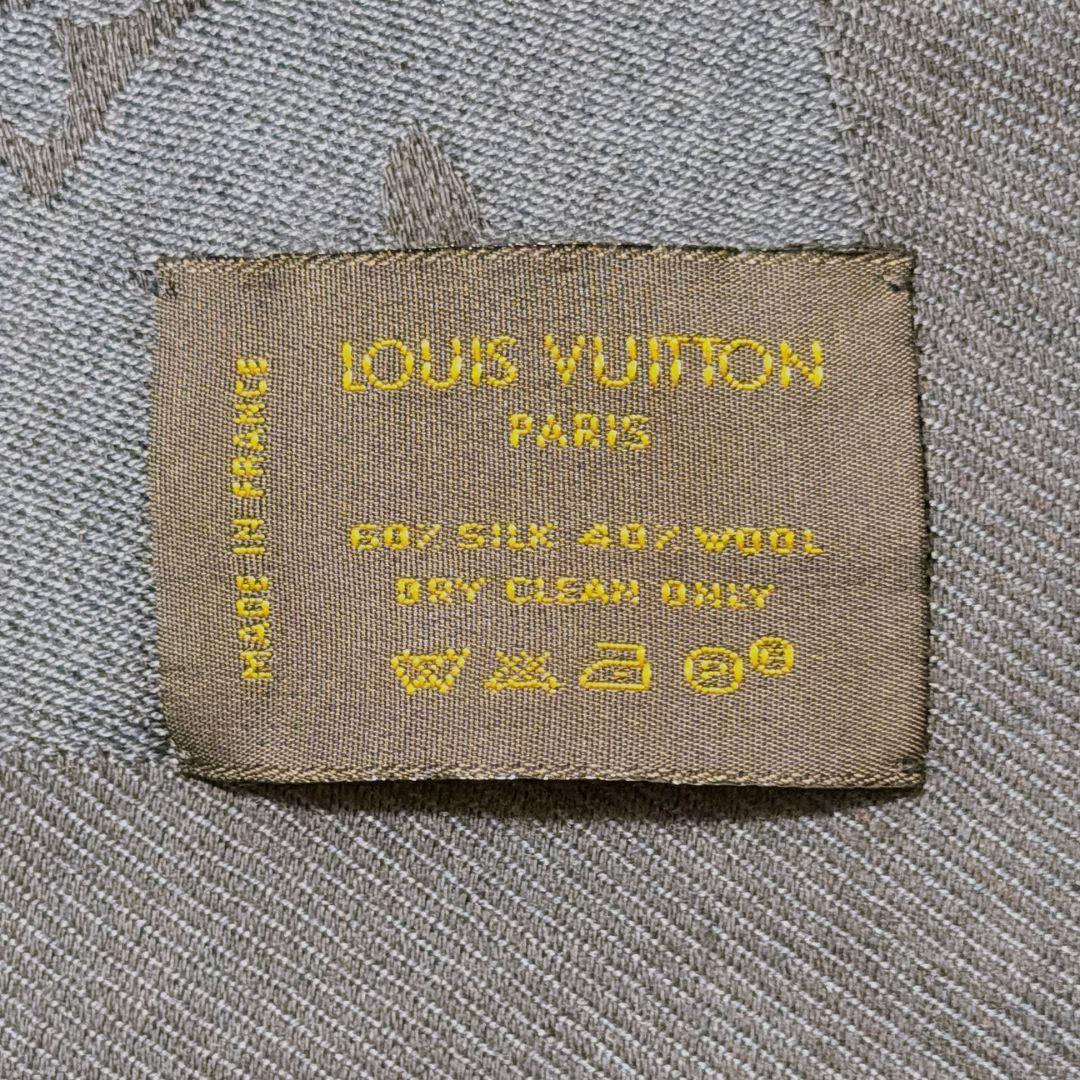 LOUIS VUITTON
PARIS
60% SILK 40% WOOL
DRY CLEAN ONLY
MADE IN FRANCE